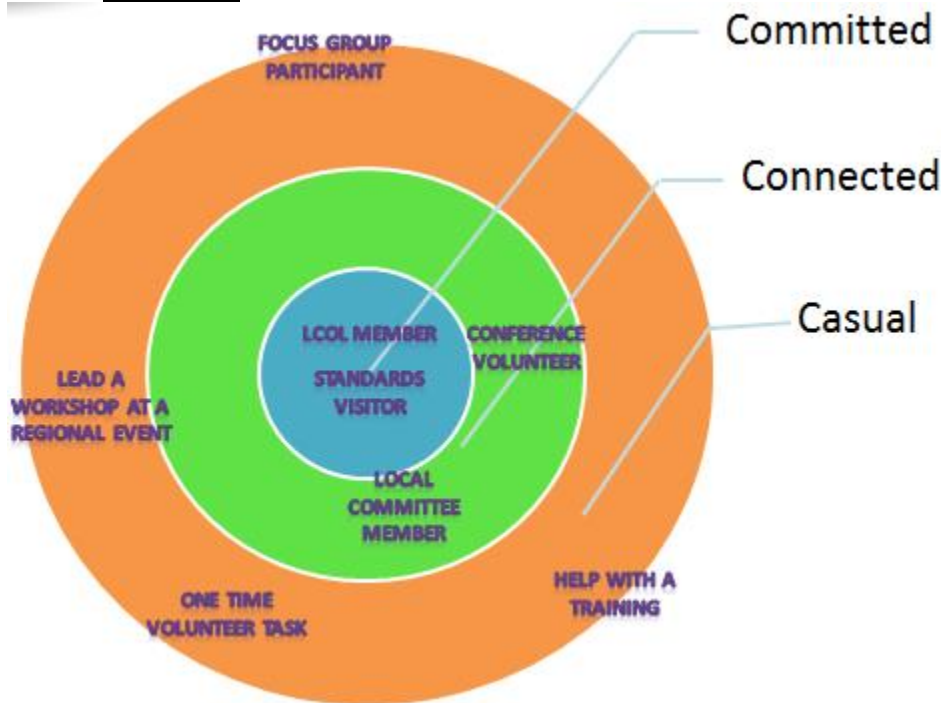 FOCUS GROUP
PARTICIPANT
Committed
Connected
Casual
LCOL MEMBER
STANDARDS
VISITOR
CONFERENCE
VOLUNTEER
LEAD A
WORKSHOP AT A
REGIONAL EVENT
LOCAL
COMMITTEE
MEMBER
ONE TIME
VOLUNTEER TASK
HELP WITH A
TRAINING